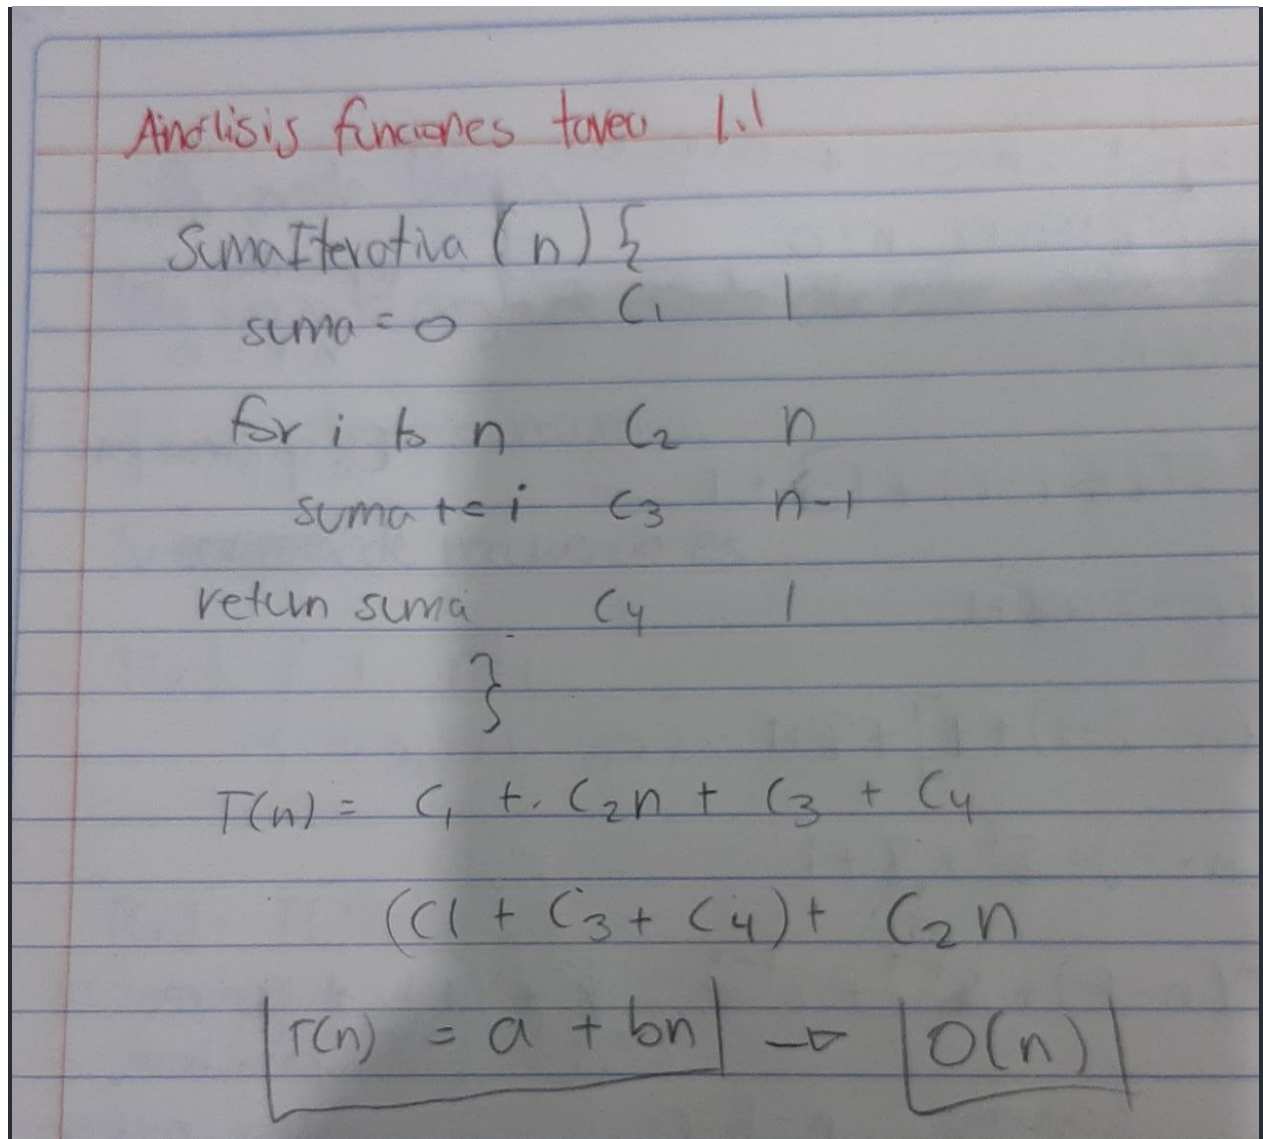 Análisis funciones tarea 1.1
SumaIterativa (n) {
suma = 0 C1 1
for i to n C2 n
suma += i C3 n-1
return suma C4 1
}
T(n) = C1 + C2n + C3 + C4
(C1 + C3 + C4) + C2n
T(n) = a + bn → O(n)